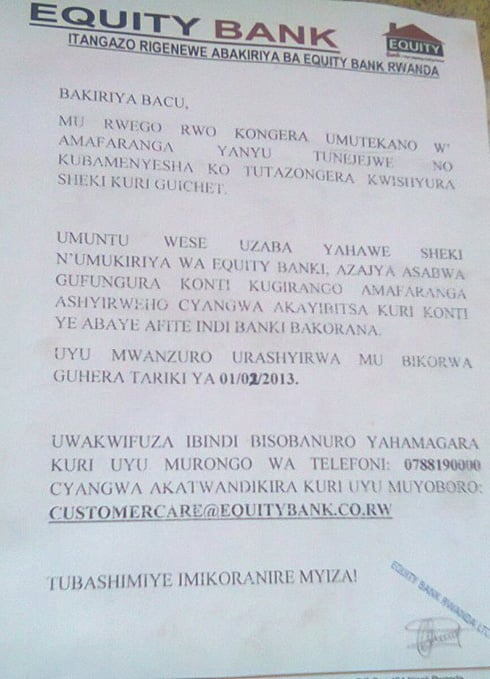 EQUITY BANK
EQUITY
ITANGAZO RIGENEWE ABAKIRIYA BA EQUITY BANK RWANDA
BAKIRIYA BACU,
MU RWEGO RWO KONGERA UMUTEKANO W'
AMAFARANGA YANYU TUNEJEJWE NO
KUBAMENYESHA KO TUTAZONGERA KWISHYURA
SHEKI KURI GUICHET.
UMUNTU WESE UZABA YAHAWE SHEKI
N'UMUKIRIYA WA EQUITY BANKI, AZAJYA ASABWA
GUFUNGURA KONTI KUGIRANGO AMAFARANGA
ASHYIRWEHO CYANGWA AKAYIBITSA KURI KONTI
YE ABAYE AFITE INDI BANKI BAKORANA.
UYU MWANZURO URASHYIRWA MU BIKORWA
GUHERA TARIKI YA 01/02/2013.
UWAKWIFUZA IBINDI BISOBANURO YAHAMAGARA
KURI UYU MURONGO WA TELEFONI: 0788190000
CYANGWA AKATWANDIKIRA KURI UYU MUYOBORO:
CUSTOMERCARE@EQUITYBANK.CO.RW
TUBASHIMIYE IMIKORANIRE MYIZA!
EQUITY BANK RWANDA LTD